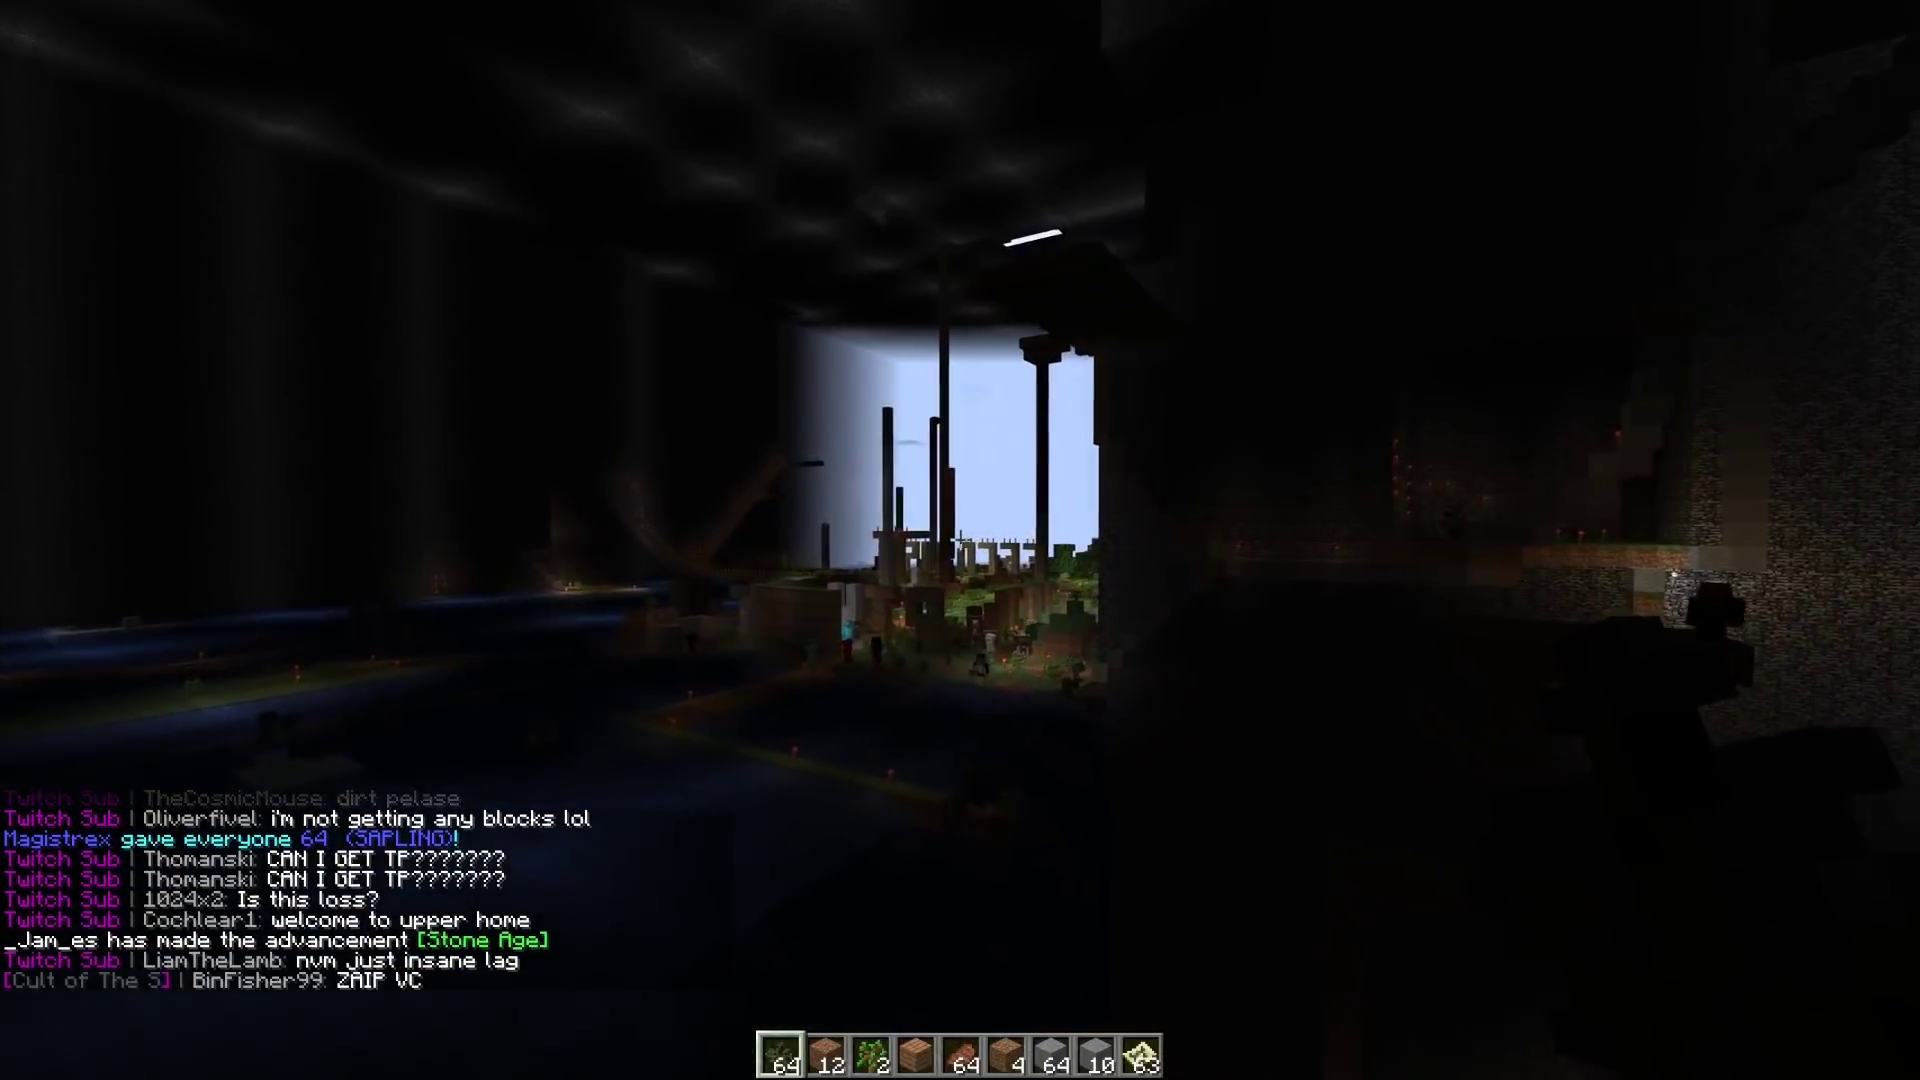 Twitch Sub | TheCosmicMouse: dirt pelase
Twitch Sub | Oliverfivel: i'm not getting any blocks lol
Magistrex gave everyone 64 (SAPLING)!
Twitch Sub | Thomanski: CAN I GET TP???????
Twitch Sub | Thomanski: CAN I GET TP???????
Twitch Sub | 1024x2: Is this loss?
Twitch Sub | Cochlear1: welcome to upper home
_Jam_es has made the advancement [Stone Age]
Twitch Sub | LiamTheLamb: nvm just insane lag
[Cult of The S] | BinFisher99: ZAIP VC
64 12 2 64 4 64 10 63